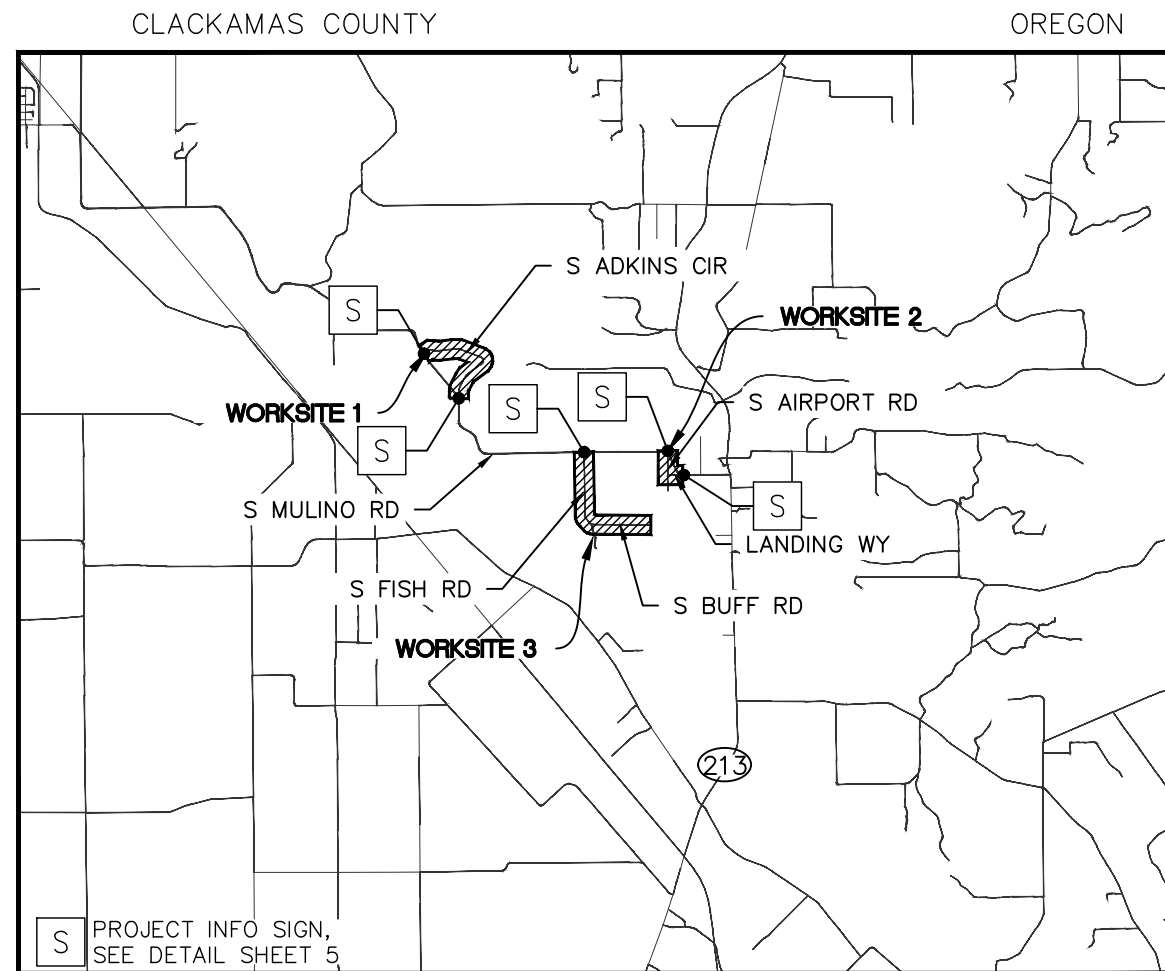 CLACKAMAS COUNTY OREGON
S ADKINS CIR
S
WORKSITE 2
S
S
S AIRPORT RD
WORKSITE 1
S
S
S MULINO RD
LANDING WY
S FISH RD
S BUFF RD
WORKSITE 3
213
S PROJECT INFO SIGN,
SEE DETAIL SHEET 5